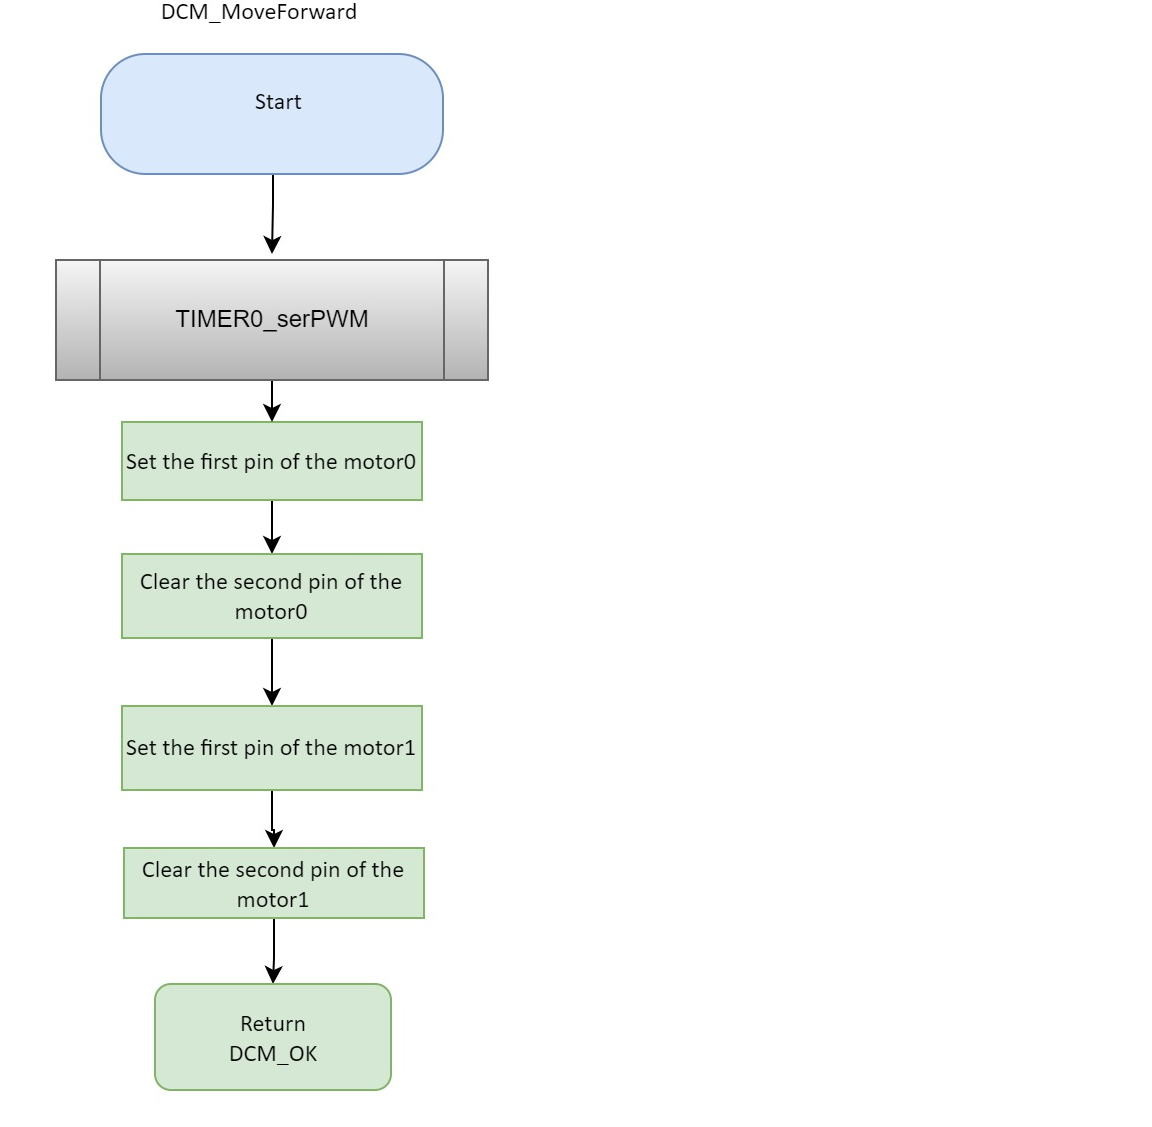 DCM_MoveForward
Start
TIMER0_serPWM
Set the first pin of the motor0
Clear the second pin of the
motor0
Set the first pin of the motor1
Clear the second pin of the
motor1
Return
DCM_OK